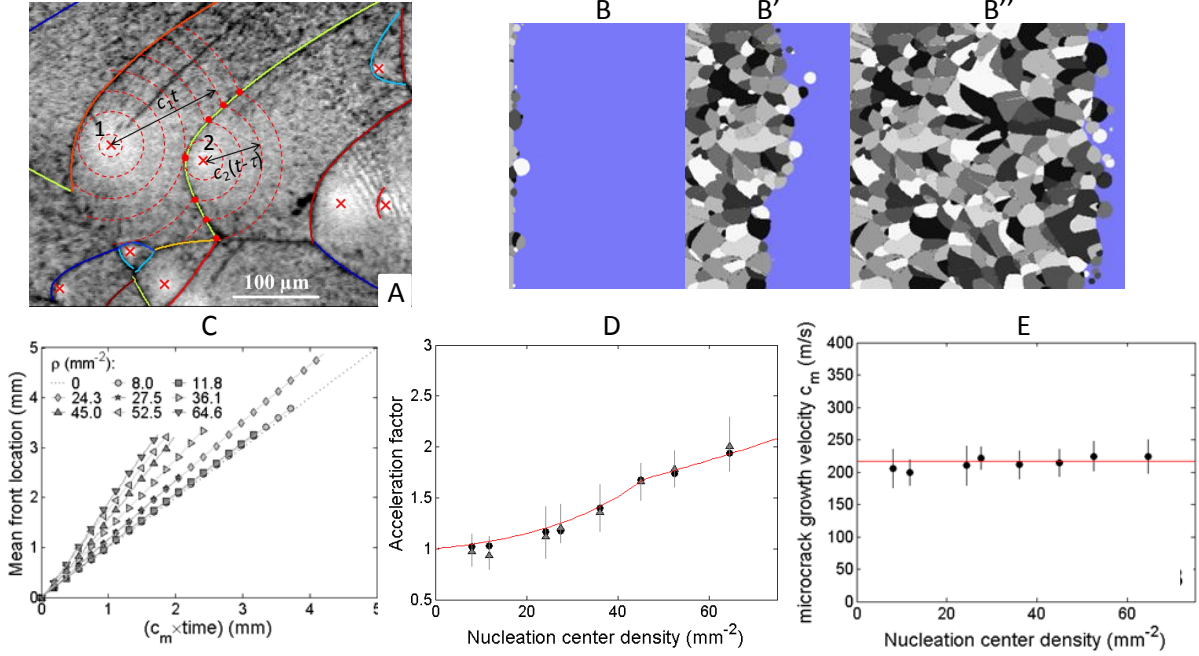 B B′ B′′
1
c₁t
2
c₂(t-τ)
100 µm
A
C
D
E
Mean front location (mm)
5
4
3
2
1
0
ρ (mm⁻²):
0 8.0 11.8
24.3 27.5 36.1
45.0 52.5 64.6
0 1 2 3 4 5
(cₘ×time) (mm)
Acceleration factor
3
2.5
2
1.5
1
0.5
0 20 40 60
Nucleation center density (mm⁻²)
microcrack growth velocity cₘ (m/s)
400
350
300
250
200
150
100
50
0
0 20 40 60
Nucleation center density (mm⁻²)